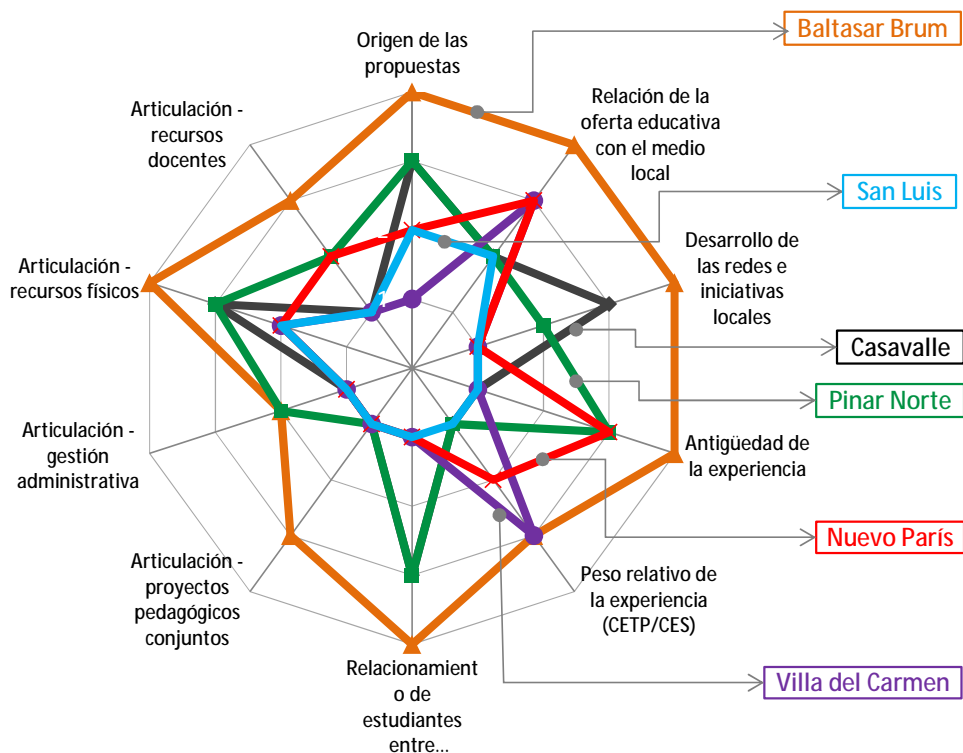 Baltasar Brum
Origen de las
propuestas
Relación de la
oferta educativa
con el medio
local
San Luis
Desarrollo de
las redes e
iniciativas
locales
Casavalle
Pinar Norte
Antigüedad de
la experiencia
Nuevo París
Peso relativo de
la experiencia
(CETP/CES)
Villa del Carmen
Relacionamient
o de
estudiantes
entre...
Articulación -
proyectos
pedagógicos
conjuntos
Articulación -
gestión
administrativa
Articulación -
recursos físicos
Articulación -
recursos
docentes